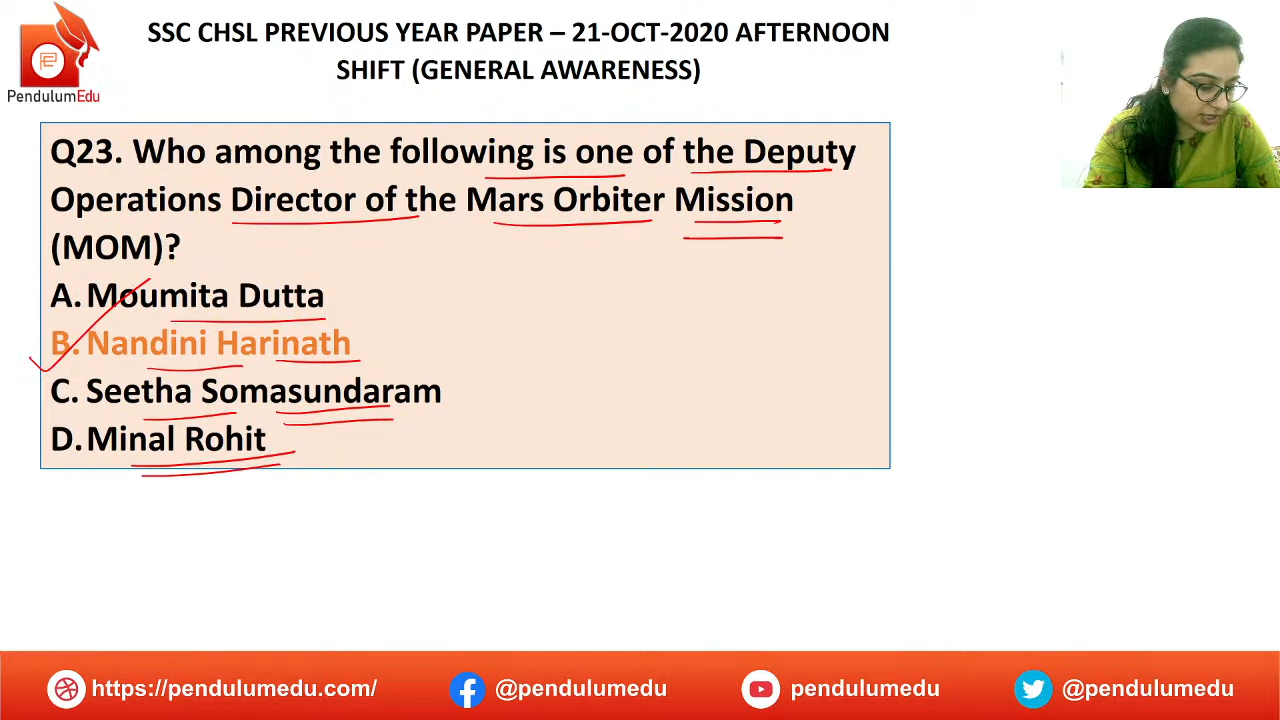 SSC CHSL PREVIOUS YEAR PAPER – 21-OCT-2020 AFTERNOON
SHIFT (GENERAL AWARENESS)
PendulumEdu
Q23. Who among the following is one of the Deputy
Operations Director of the Mars Orbiter Mission
(MOM)?
A. Moumita Dutta
B. Nandini Harinath
C. Seetha Somasundaram
D. Minal Rohit
https://pendulumedu.com/
@pendulumedu
pendulumedu
@pendulumedu